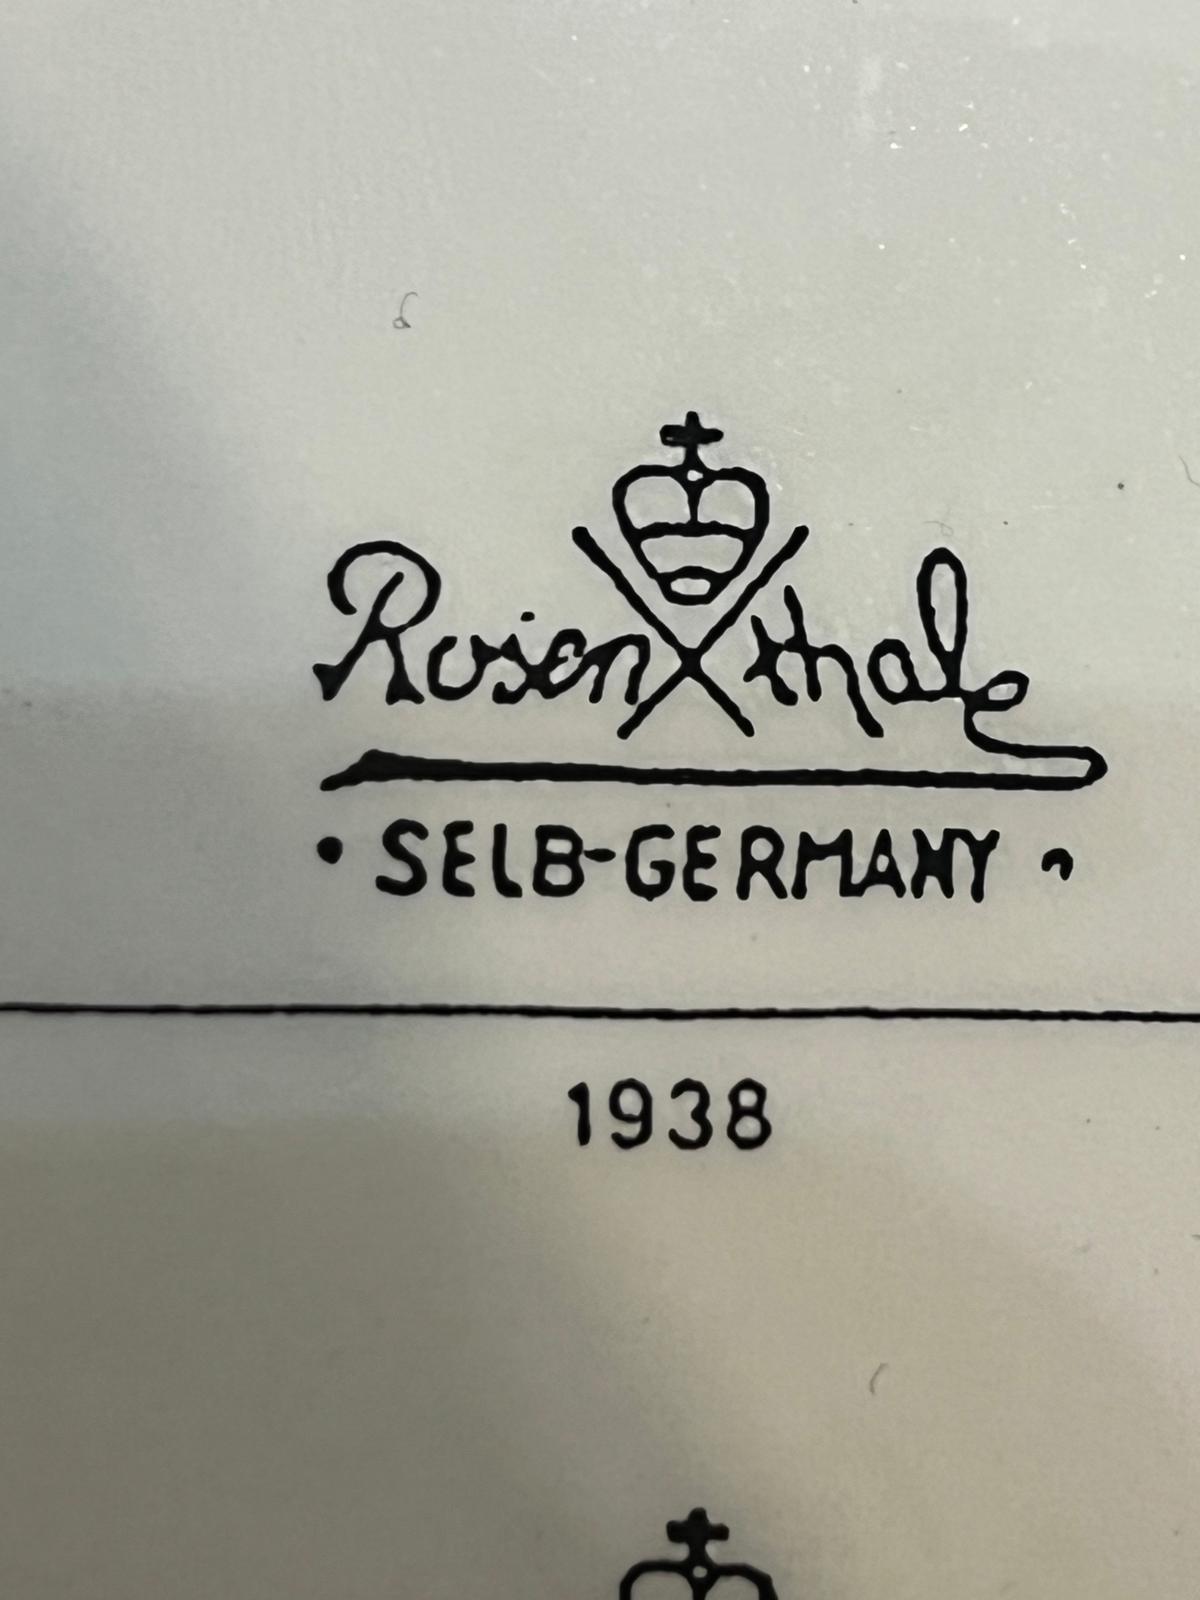 Rosenthal
• SELB-GERMANY •
1938